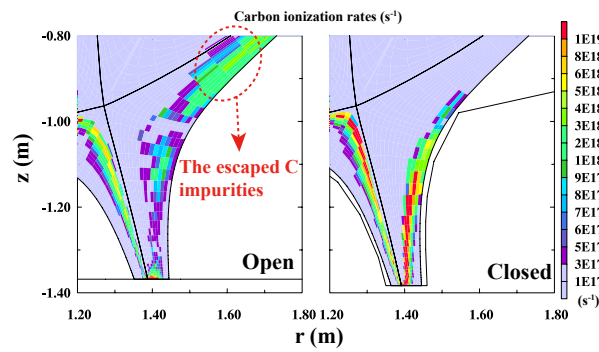 Carbon ionization rates (s⁻¹)
-0.80
-1.00
-1.20
-1.40
z (m)
The escaped C
impurities
Open
Closed
1.20 1.40 1.60 1.80
1.20 1.40 1.60 1.80
r (m)
1E19
8E18
6E18
5E18
4E18
3E18
2E18
1E18
9E17
8E17
7E17
6E17
5E17
3E17
1E17
(s⁻¹)